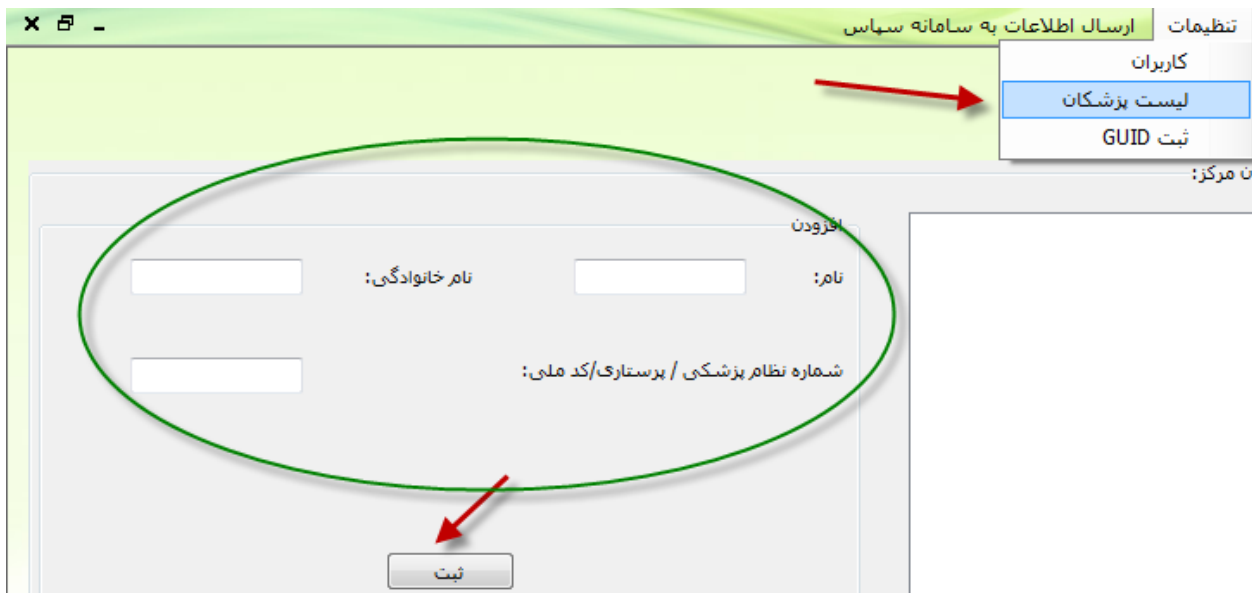 تنظیمات ارسال اطلاعات به سامانه سپاس
کاربران
لیست پزشکان
ثبت GUID
ن مرکز:
افزودن
نام: نام خانوادگی:
شماره نظام پزشکی / پرستاری/کد ملی:
ثبت